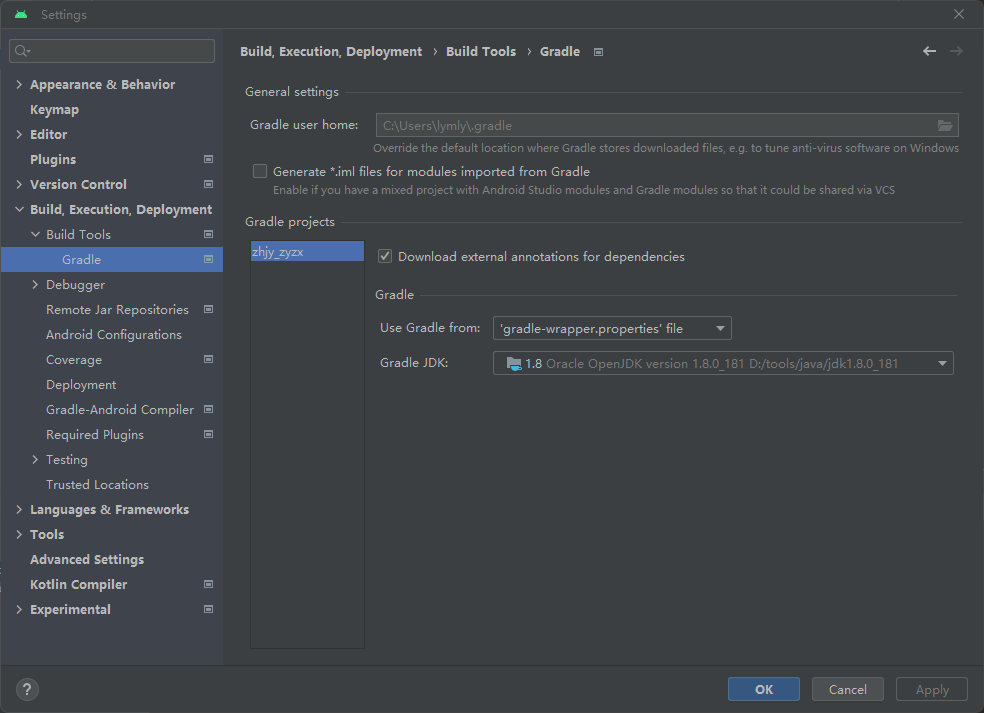 Settings
Build, Execution, Deployment › Build Tools › Gradle
Appearance & Behavior
Keymap
Editor
Plugins
Version Control
Build, Execution, Deployment
Build Tools
Gradle
Debugger
Remote Jar Repositories
Android Configurations
Coverage
Deployment
Gradle-Android Compiler
Required Plugins
Testing
Trusted Locations
Languages & Frameworks
Tools
Advanced Settings
Kotlin Compiler
Experimental
General settings
Gradle user home: C:\Users\lymly\.gradle
Override the default location where Gradle stores downloaded files, e.g. to tune anti-virus software on Windows
Generate *.iml files for modules imported from Gradle
Enable if you have a mixed project with Android Studio modules and Gradle modules so that it could be shared via VCS
Gradle projects
zhjy_zyzx
Download external annotations for dependencies
Gradle
Use Gradle from: 'gradle-wrapper.properties' file
Gradle JDK: 1.8 Oracle OpenJDK version 1.8.0_181 D:/tools/java/jdk1.8.0_181
?
OK
Cancel
Apply